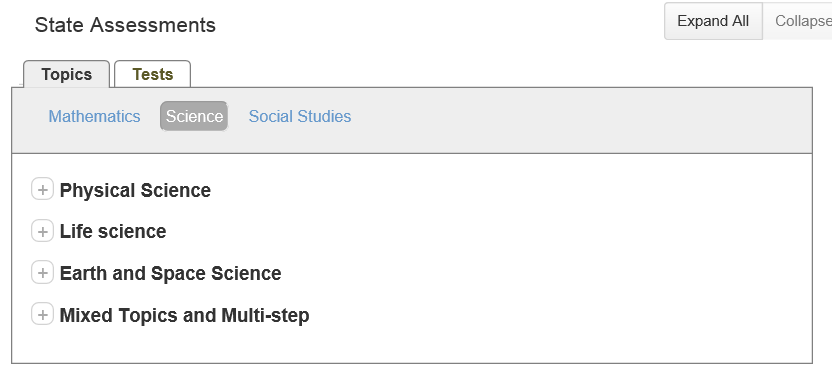 State Assessments
Expand All Collapse
Topics Tests
Mathematics Science Social Studies
+ Physical Science
+ Life science
+ Earth and Space Science
+ Mixed Topics and Multi-step